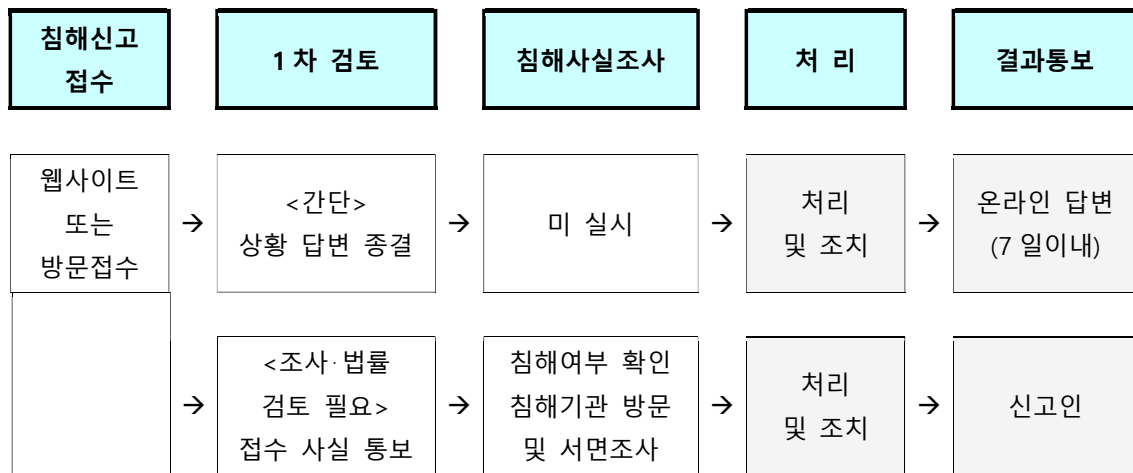 침해신고
접수
1차 검토
침해사실조사
처 리
결과통보
웹사이트
또는
방문접수
→
<간단>
상황 답변 종결
→
미 실시
→
처리
및 조치
→
온라인 답변
(7일이내)
→
<조사·법률
검토 필요>
접수 사실 통보
→
침해여부 확인
침해기관 방문
및 서면조사
→
처리
및 조치
→
신고인